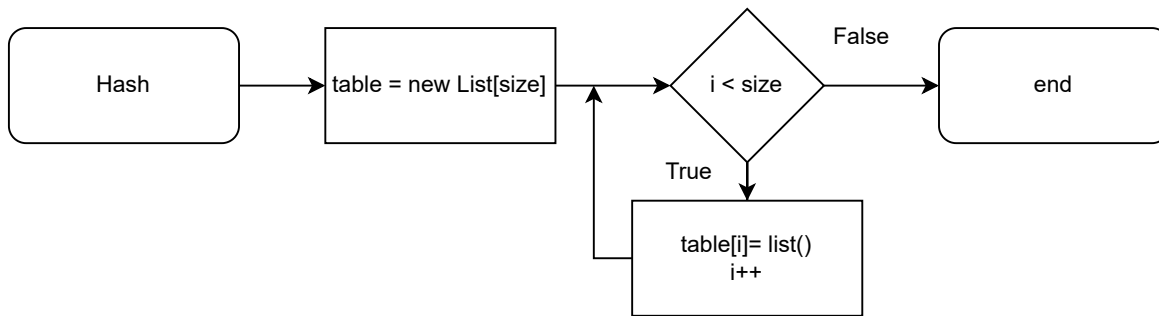 Hash
table = new List[size]
i < size
False
end
True
table[i]= list()
i++